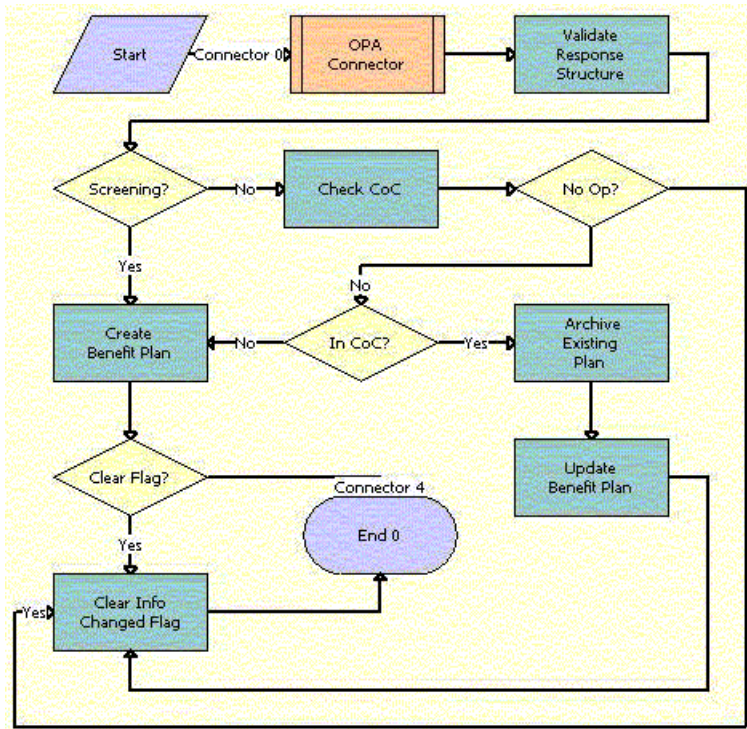 Start
Connector 0
OPA
Connector
Validate
Response
Structure
Screening?
No
Check CoC
No Op?
Yes
No
Create
Benefit Plan
No
In CoC?
Yes
Archive
Existing
Plan
Clear Flag?
Connector 4
Update
Benefit Plan
End 0
Yes
Yes
Clear Info
Changed Flag